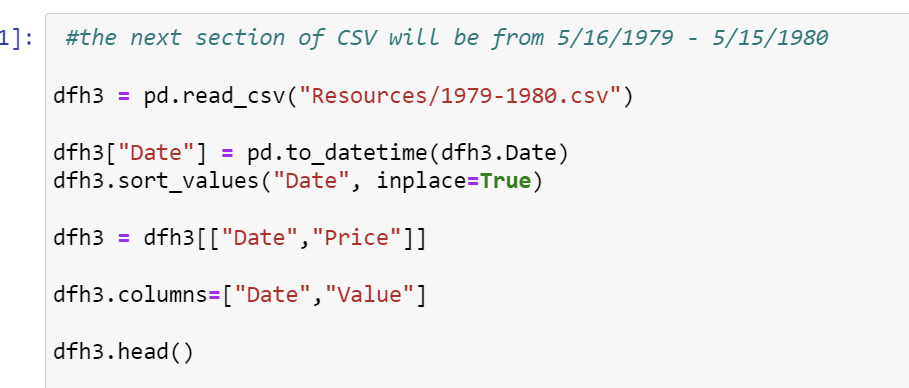 1]:
#the next section of CSV will be from 5/16/1979 - 5/15/1980
dfh3 = pd.read_csv("Resources/1979-1980.csv")
dfh3["Date"] = pd.to_datetime(dfh3.Date)
dfh3.sort_values("Date", inplace=True)
dfh3 = dfh3[["Date","Price"]]
dfh3.columns=["Date","Value"]
dfh3.head()